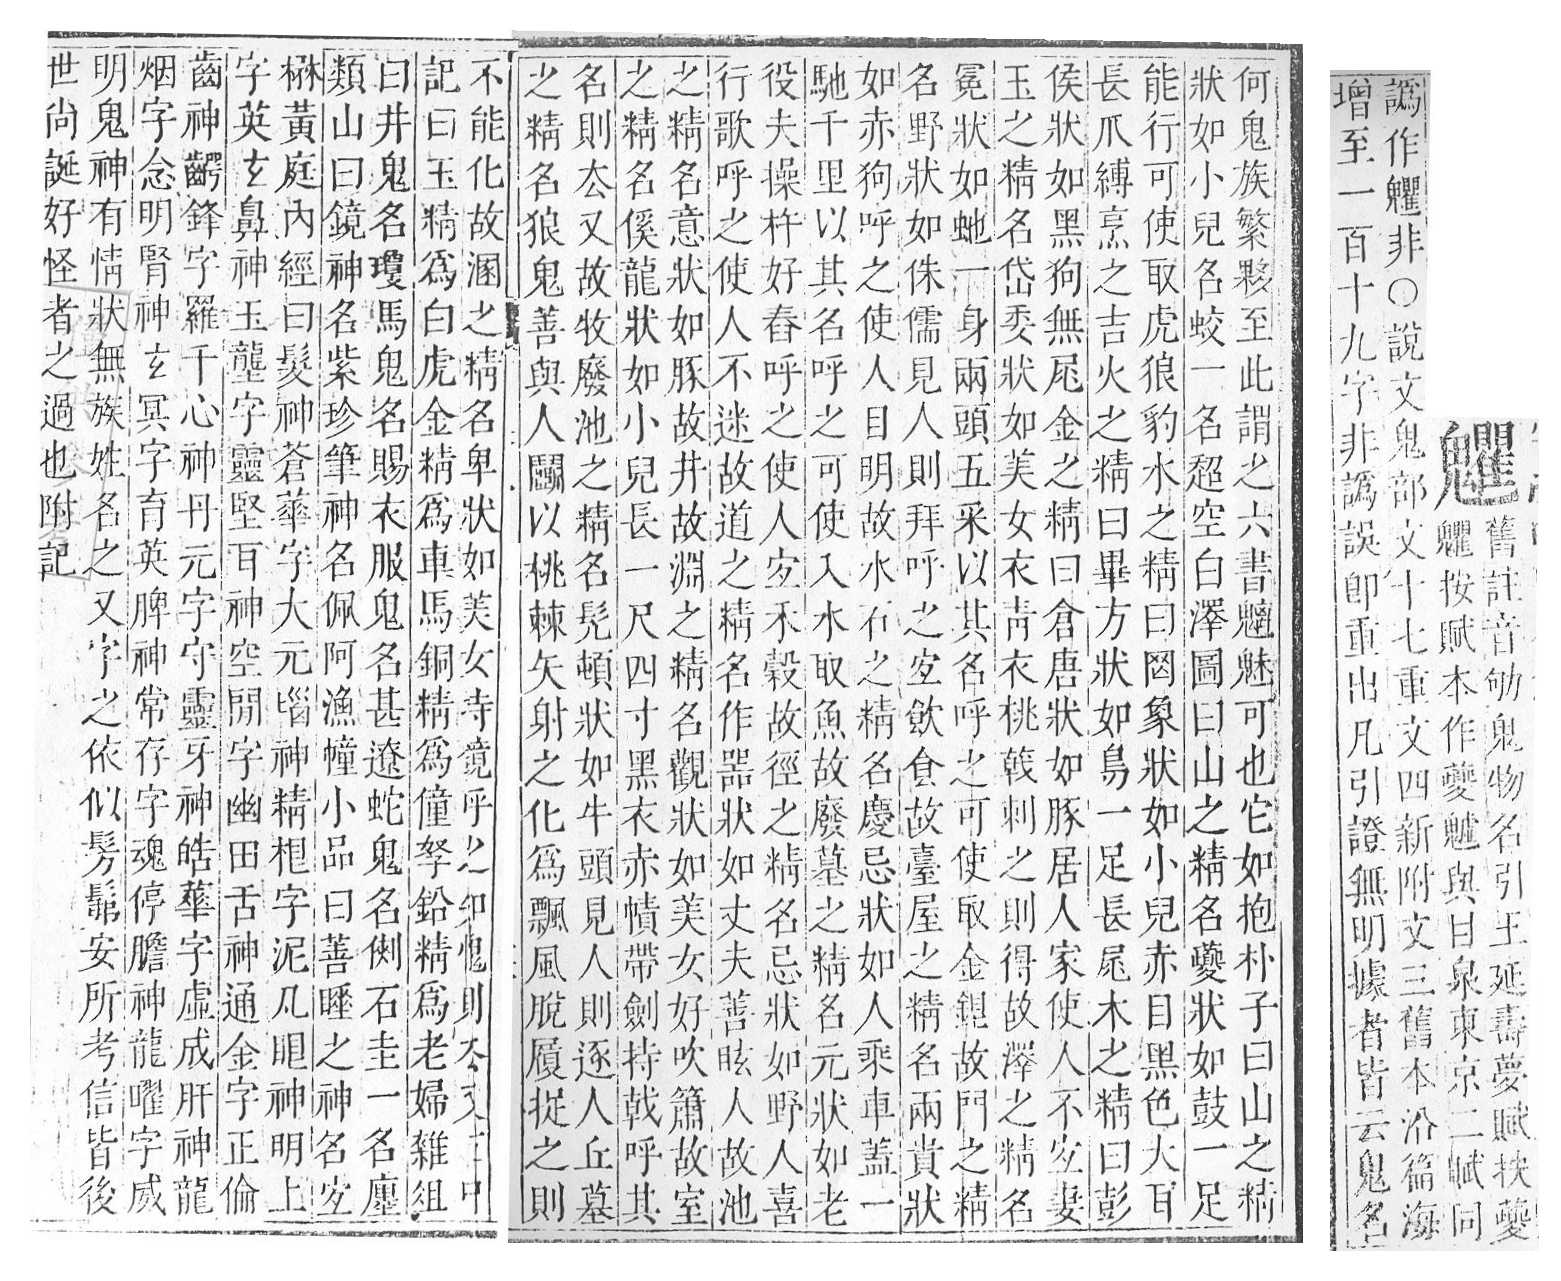 舊註音劬鬼物名引王延壽夢賦抶夔
按賦本作夔魖與甘泉東京二賦同
譌作非○說文鬼部文十七重文四新附文三舊本沿篇海
增至一百十九字非譌誤即重出凡引證無明據者皆云鬼名
何鬼族繁夥至此謂之六書魑魅可也它如抱朴子曰山之精
狀如小兒名蛟一名超空白澤圖曰山之精名夔狀如鼓一足
能行可使取虎狼豹水之精曰罔象狀如小兒赤目黑色大耳
長爪縛烹之吉火之精曰畢方狀如鳥一足長尾木之精曰彭
侯狀如黑狗無尾金之精曰倉唐狀如豚居人家使人不宜妻
玉之精名岱委狀如美女衣青衣桃戟刺之則得故澤之精名
冕狀如虵一身兩頭五采以其名呼之可使取金銀故門之精
名野狀如侏儒見人則拜呼之宜飲食故臺屋之精名兩貴狀
如赤狗呼之使人目明故水石之精名慶忌狀如人乘車蓋一
馳千里以其名呼之可使入水取魚故廢墓之精名元狀如老
役夫操杵好舂呼之使人宜禾穀故徑之精名忌狀如野人喜
行歌呼之使人不迷故道之精名作器狀如丈夫善眩人故池
之精名意狀如豚故井故淵之精名觀狀如美女好吹簫故室
之精名傒龍狀如小兒長一尺四寸黑衣赤幘帶劍持戟呼其
名則厺又故牧廢池之精名髡頓狀如牛頭見人則逐人丘墓
之精名狼鬼善與人鬭以桃棘矢射之化爲飄風脫履捉之則
不能化故溷之精名卑狀如美女寺鏡呼之知愧則厺
記曰玉精爲白虎金精爲車馬銅精爲僮孥鉛精爲老婦雜組
曰井鬼名瓊馬鬼名賜衣服鬼名甚遼蛇鬼名側石圭一名廛
類山曰鏡神名紫珍筆神名佩阿漁幢小品曰善睡之神名宜
楙黃庭內經曰髮神蒼華字大元惱神精根字泥丸眼神明上
字英玄鼻神玉壟字靈堅耳神空閒字幽田舌神通命字正倫
齒神齶鋒字羅千心神丹元字守靈牙神皓華字虛成肝神龍
烟字念明腎神玄冥字育英脾神常存字魂停膽神龍曜字威
明鬼神有情狀無族姓名之又字之依似髣髴安所考信皆後
世尚誕好怪者之過也附記